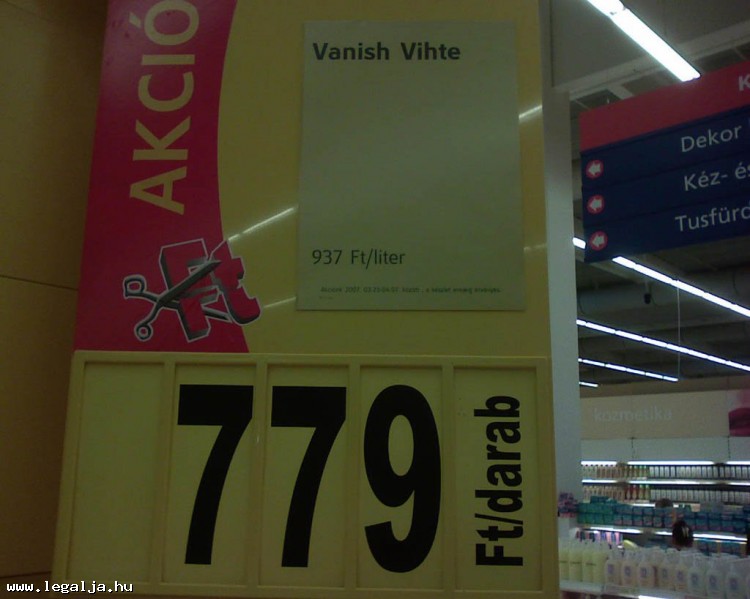 AKCIÓ
Vanish Vihte
937 Ft/liter
Ft
779 Ft/darab
Dekor
Kéz- és
Tusfürd
kozmetika
www.legalja.hu